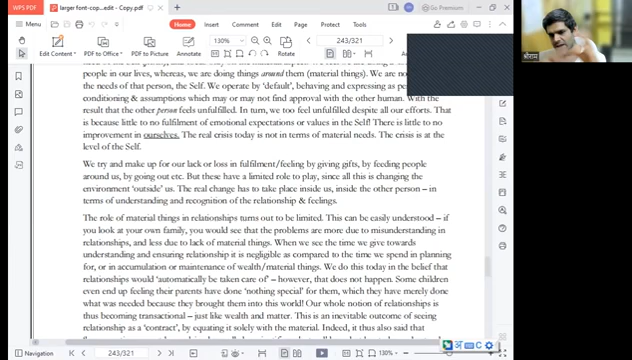 WPS PDF
larger font-cop...edit - Copy.pdf
Go Premium
Menu
Home
Edit
Page
Protect
Tools
130%
243/321
Edit Content
PDF to Office
PDF to Picture
Annotate
Rotate
श्रीराम
people in our lives, whereas, we are doing things around them (material things). We are no
the needs of that person, the Self. We operate by 'default', behaving and expressing as pe
conditioning & assumptions which may or may not find approval with the other human. With the
result that the other person feels unfulfilled. In turn, we too feel unfulfilled despite all our efforts. That
is because little to no fulfilment of emotional expectations or values in the Self! There is little to no
improvement in ourselves. The real crisis today is not in terms of material needs. The crisis is at the
level of the Self.
We try and make up for our lack or loss in fulfilment/feeling by giving gifts, by feeding people
around us, by going out etc. But these have a limited role to play, since all this is changing the
environment 'outside' us. The real change has to take place inside us, inside the other person – in
terms of understanding and recognition of the relationship & feelings.
The role of material things in relationships turns out to be limited. This can be easily understood – if
you look at your own family, you would see that the problems are more due to misunderstanding in
relationships, and less due to lack of material things. When we see the time we give towards
understanding and ensuring relationship it is negligible as compared to the time we spend in planning
for, or in accumulation or maintenance of wealth/material things. We do this today in the belief that
relationships would 'automatically be taken care of' – however, that does not happen. Some children
even end up feeling their parents have done 'nothing special' for them, which they have merely done
what was needed because they brought them into this world! Our whole notion of relationships is
thus becoming transactional – just like wealth and matter. This is an inevitable outcome of seeing
relationship as a 'contract', by equating it solely with the material. Indeed, it thus also said that
Navigation
243/321
130%